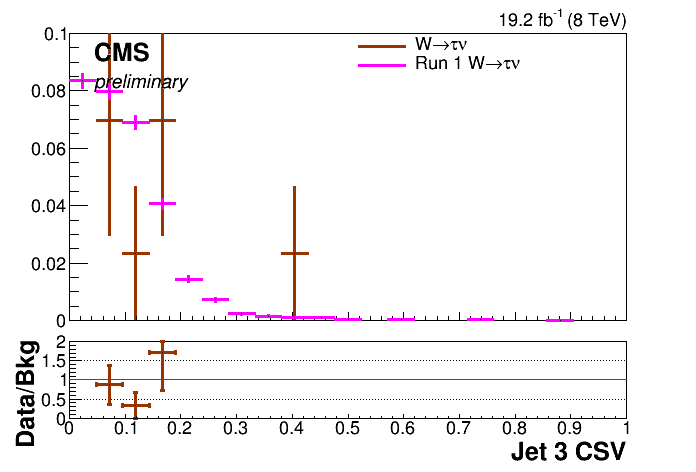 19.2 fb-1 (8 TeV)
CMS
preliminary
W→τν
Run 1 W→τν
0.1
0.08
0.06
0.04
0.02
0
Data/Bkg
2
1.5
1
0.5
0
0 0.1 0.2 0.3 0.4 0.5 0.6 0.7 0.8 0.9 1
Jet 3 CSV